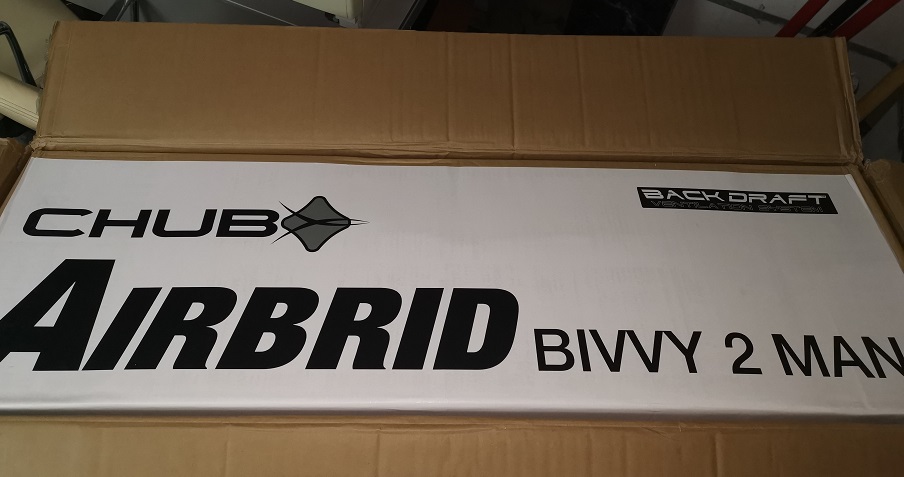 CHUB
BACK DRAFT
VENTILATION SYSTEM
AIRBRID BIVVY 2 MAN